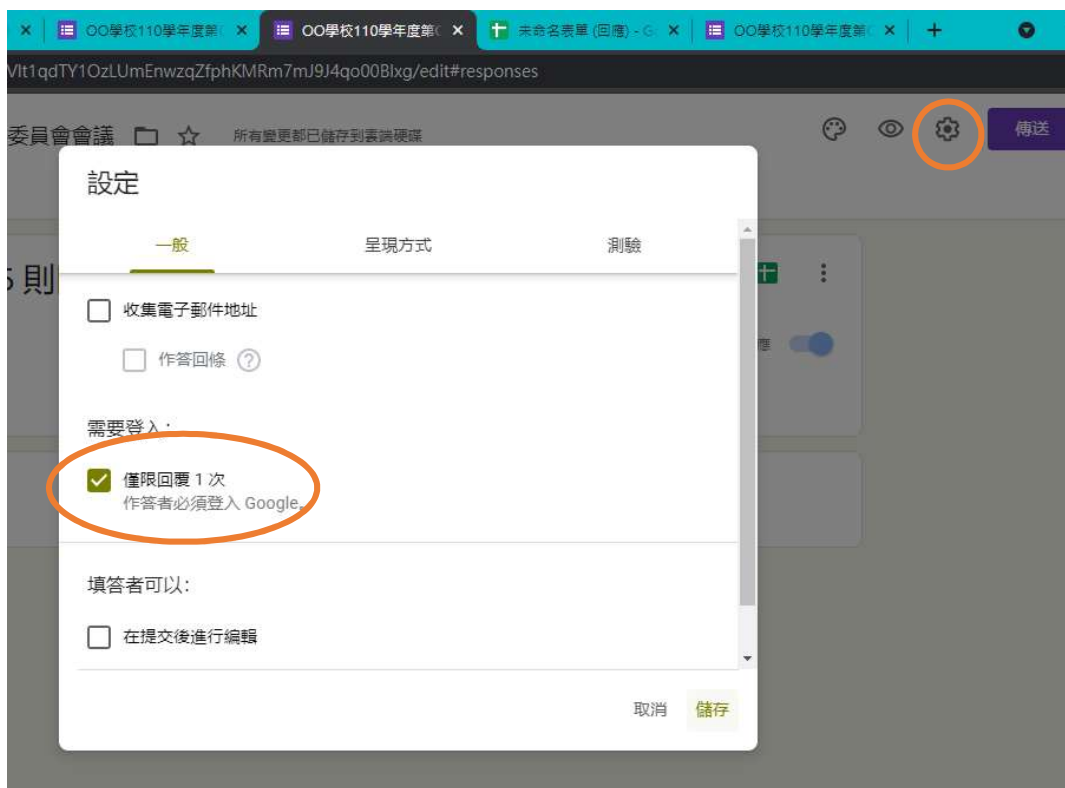 OO學校110學年度第
OO學校110學年度第
未命名表單 (回應) - G
OO學校110學年度第
VIt1qdTY1OzLUmEnwzqZfphKMRm7mJ9J4qo00Blxg/edit#responses
委員會會議
所有變更都已儲存到雲端硬碟
傳送
設定
一般
呈現方式
測驗
則
收集電子郵件地址
作答回條
應
需要登入：
僅限回覆 1 次
作答者必須登入 Google。
填答者可以：
在提交後進行編輯
取消
儲存